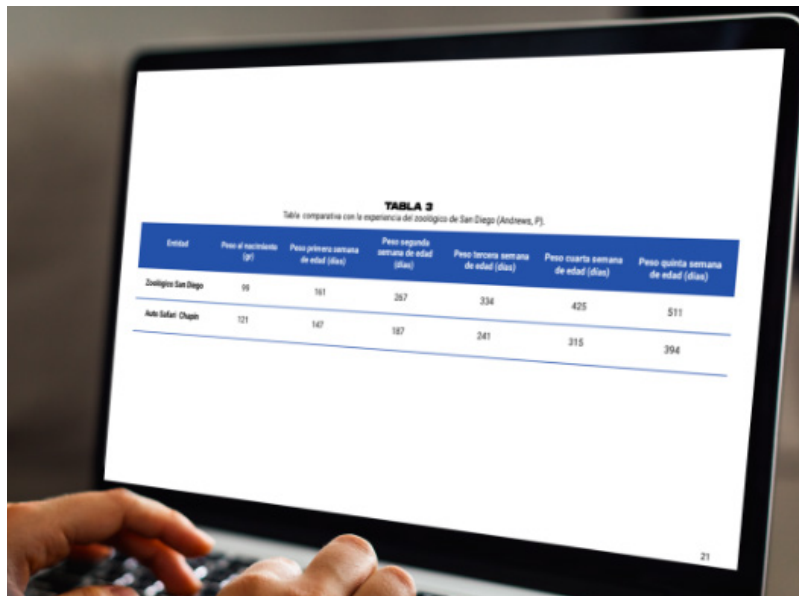 TABLA 3
Tabla comparativa con la experiencia del zoológico de San Diego (Andrews, P).
Entidad Peso al nacimiento (gr) Peso primera semana de edad (días) Peso segunda semana de edad (días) Peso tercera semana de edad (días) Peso cuarta semana de edad (días) Peso quinta semana de edad (días)
Zoológico San Diego 99 161 267 334 425 511
Auto Safari Chapin 121 147 187 241 315 394
21